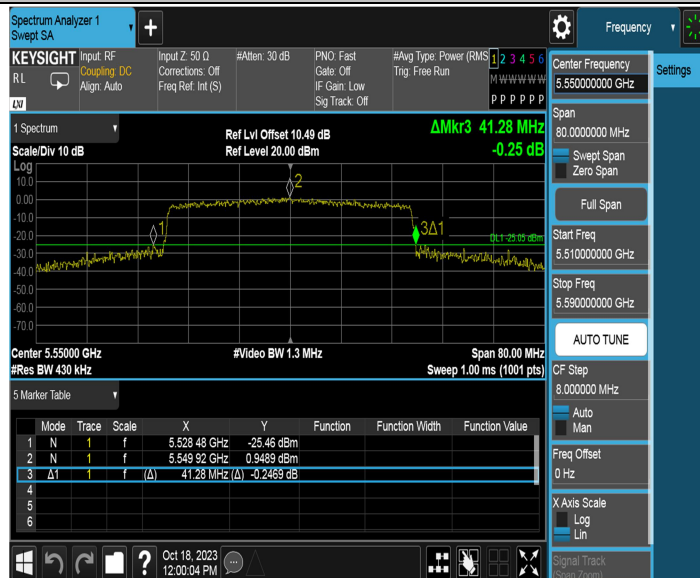 Spectrum Analyzer 1
Swept SA
+
Frequency
KEYSIGHT
RL
LXI
Input: RF
Coupling: DC
Align: Auto
Input Z: 50 Ω
Corrections: Off
Freq Ref: Int (S)
#Atten: 30 dB
PNO: Fast
Gate: Off
IF Gain: Low
Sig Track: Off
#Avg Type: Power (RMS
Trig: Free Run
1 2 3 4 5 6
M W W W W W
P P P P P P
Center Frequency
5.550000000 GHz
Settings
Span
80.0000000 MHz
Swept Span
Zero Span
Full Span
Start Freq
5.510000000 GHz
Stop Freq
5.590000000 GHz
AUTO TUNE
CF Step
8.000000 MHz
Auto
Man
Freq Offset
0 Hz
X Axis Scale
Log
Lin
Signal Track
(Span Zoom)
1 Spectrum
Scale/Div 10 dB
Ref Lvl Offset 10.49 dB
Ref Level 20.00 dBm
ΔMkr3 41.28 MHz
-0.25 dB
Log
10.0
0.00
-10.0
-20.0
-30.0
-40.0
-50.0
-60.0
-70.0
1
2
3Δ1
DL1 -25.05 dBm
Center 5.55000 GHz
#Video BW 1.3 MHz
Span 80.00 MHz
#Res BW 430 kHz
Sweep 1.00 ms (1001 pts)
5 Marker Table
Mode Trace Scale X Y Function Function Width Function Value
1 N 1 f 5.528 48 GHz -25.46 dBm
2 N 1 f 5.549 92 GHz 0.9489 dBm
3 Δ1 1 f (Δ) 41.28 MHz (Δ) -0.2469 dB
4
5
6
?
Oct 18, 2023
12:00:04 PM